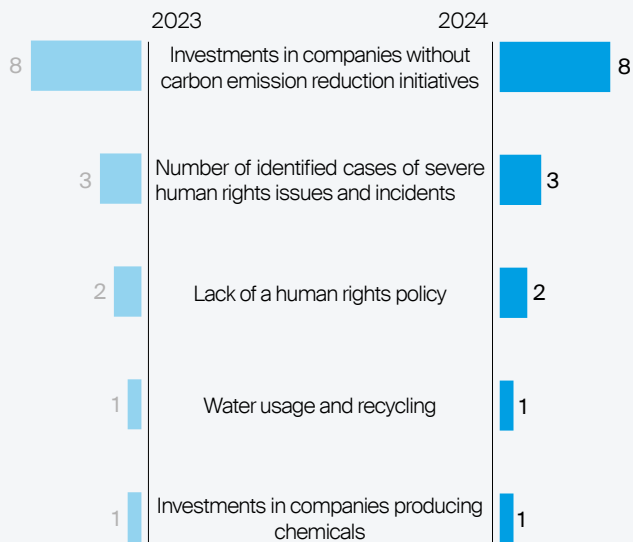 2023 2024
8 Investments in companies without 8
carbon emission reduction initiatives
3 Number of identified cases of severe 3
human rights issues and incidents
2 Lack of a human rights policy 2
1 Water usage and recycling 1
1 Investments in companies producing 1
chemicals